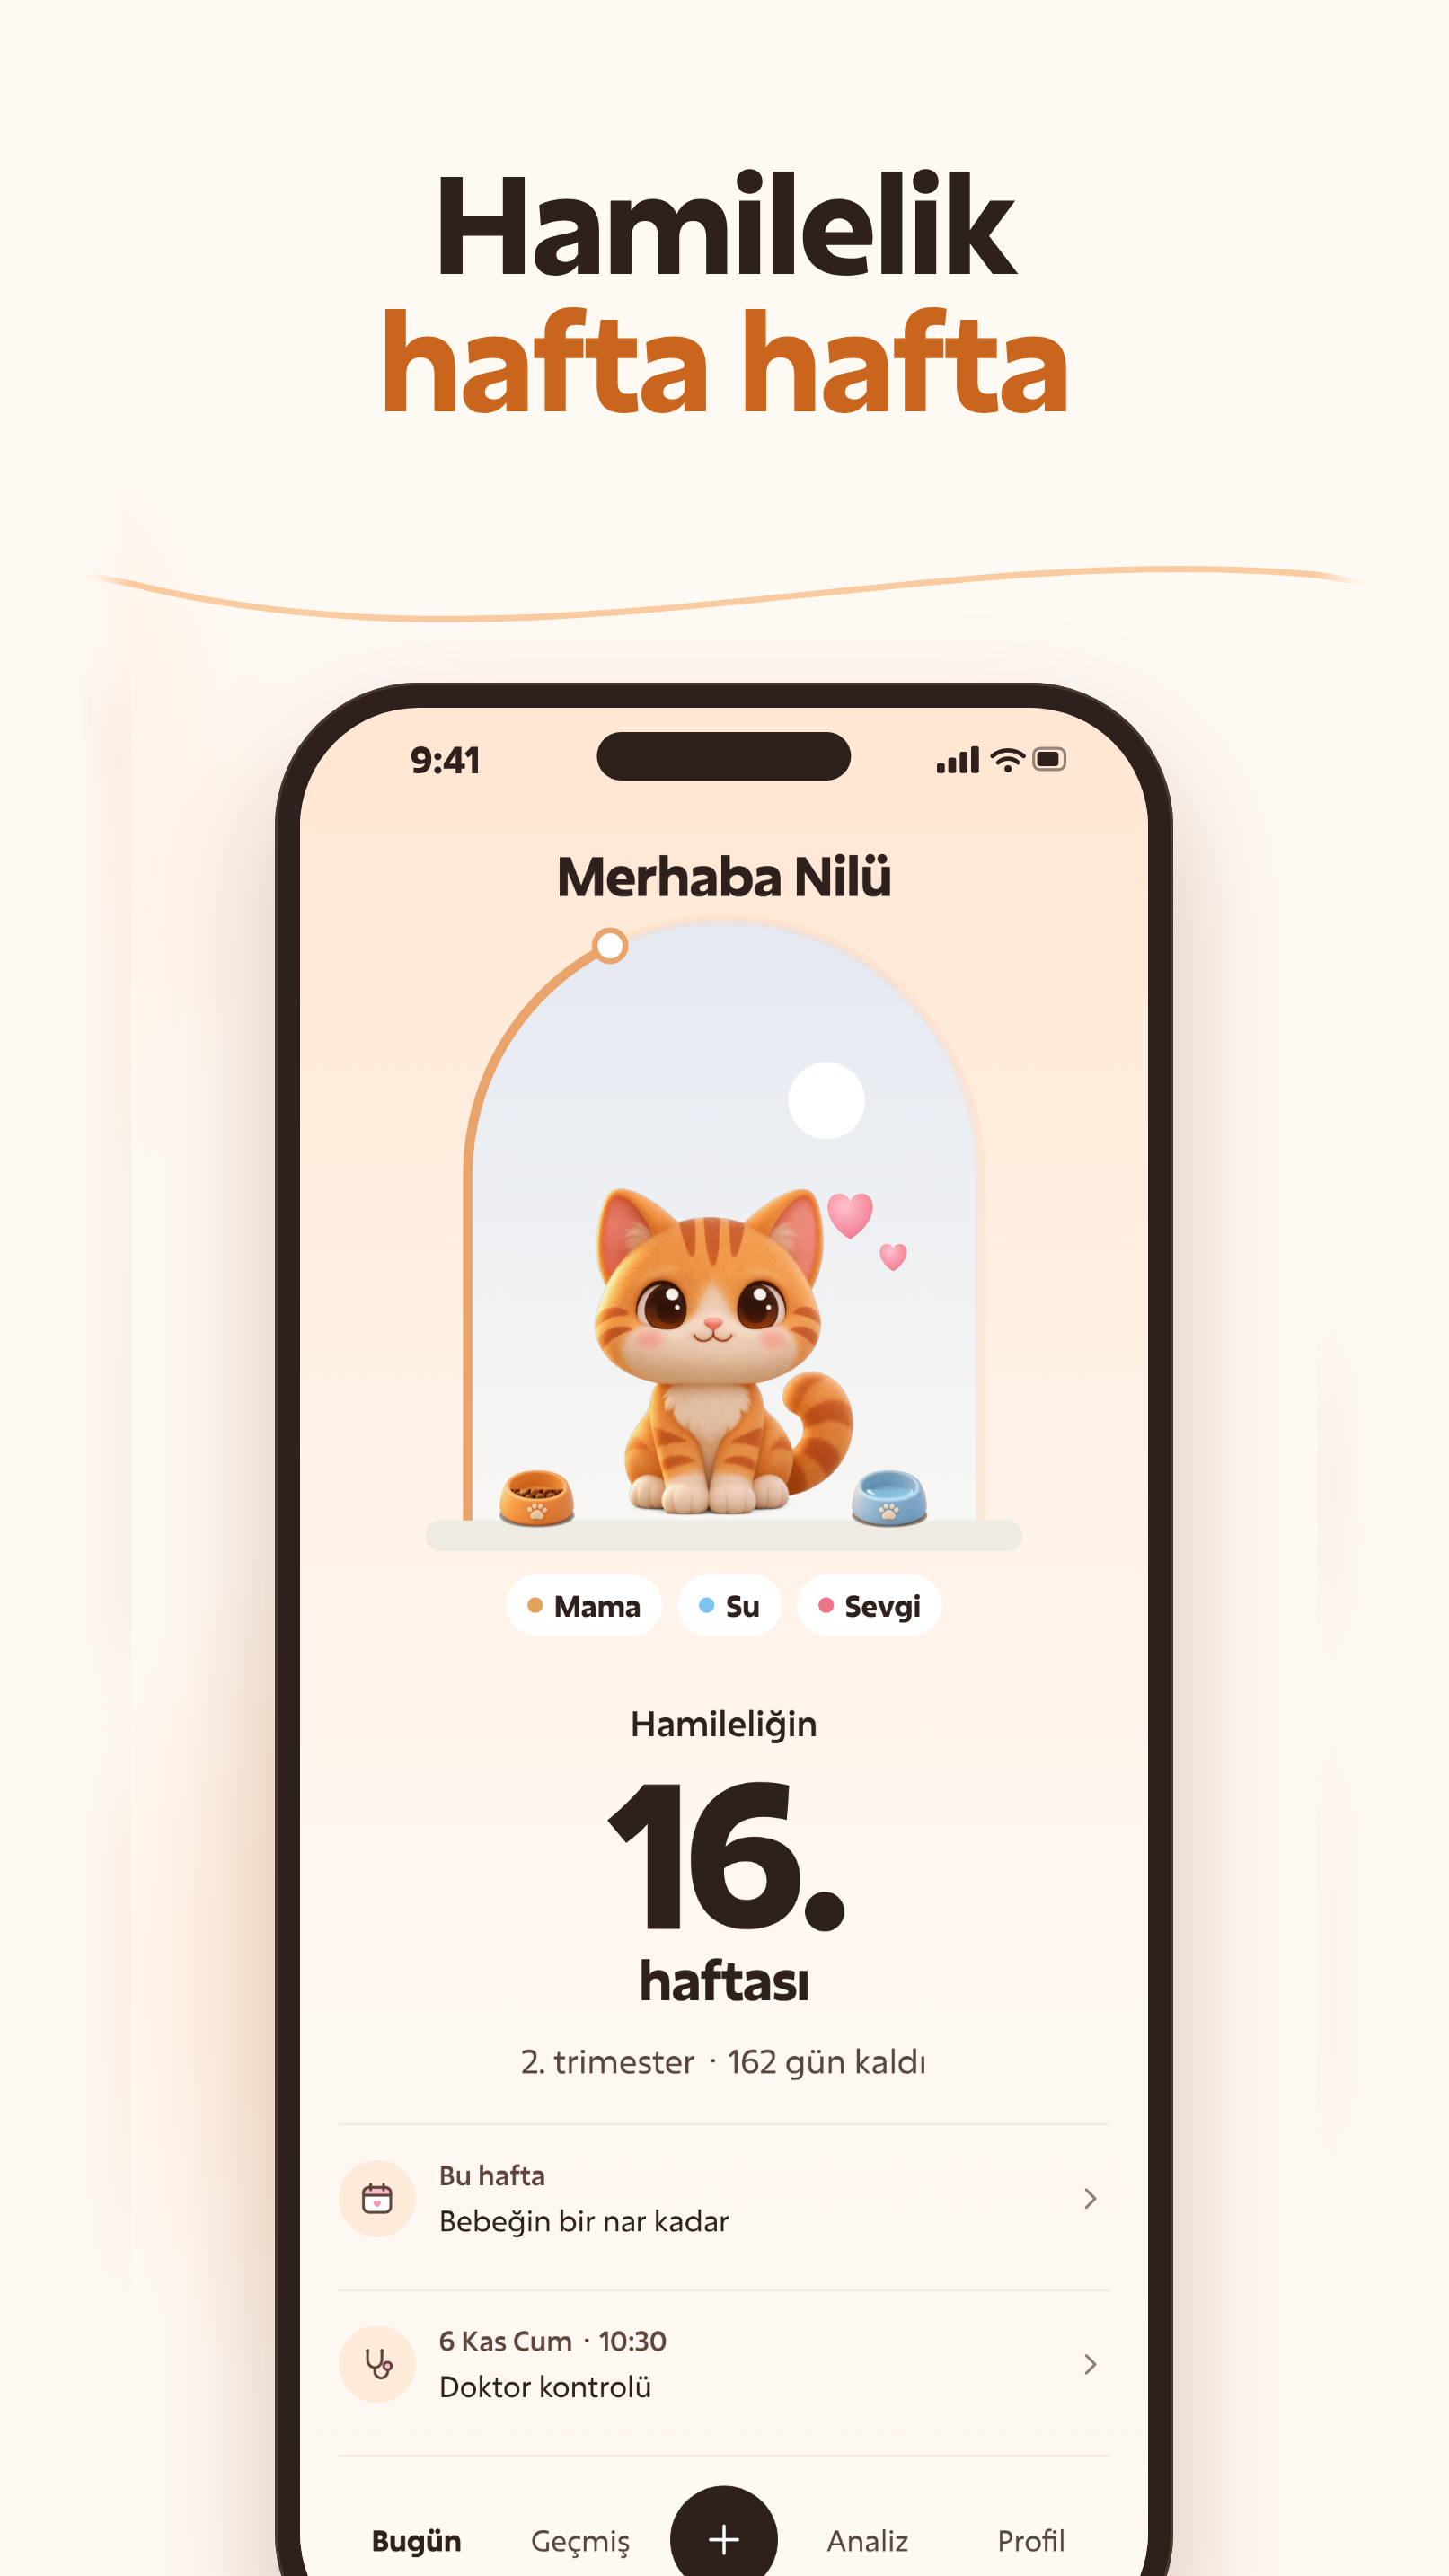 Hamilelik
hafta hafta
9:41
Merhaba Nilü
Mama
Su
Sevgi
Hamileliğin
16.
haftası
2. trimester · 162 gün kaldı
Bu hafta
Bebeğin bir nar kadar
6 Kas Cum · 10:30
Doktor kontrolü
Bugün
Geçmiş
+
Analiz
Profil